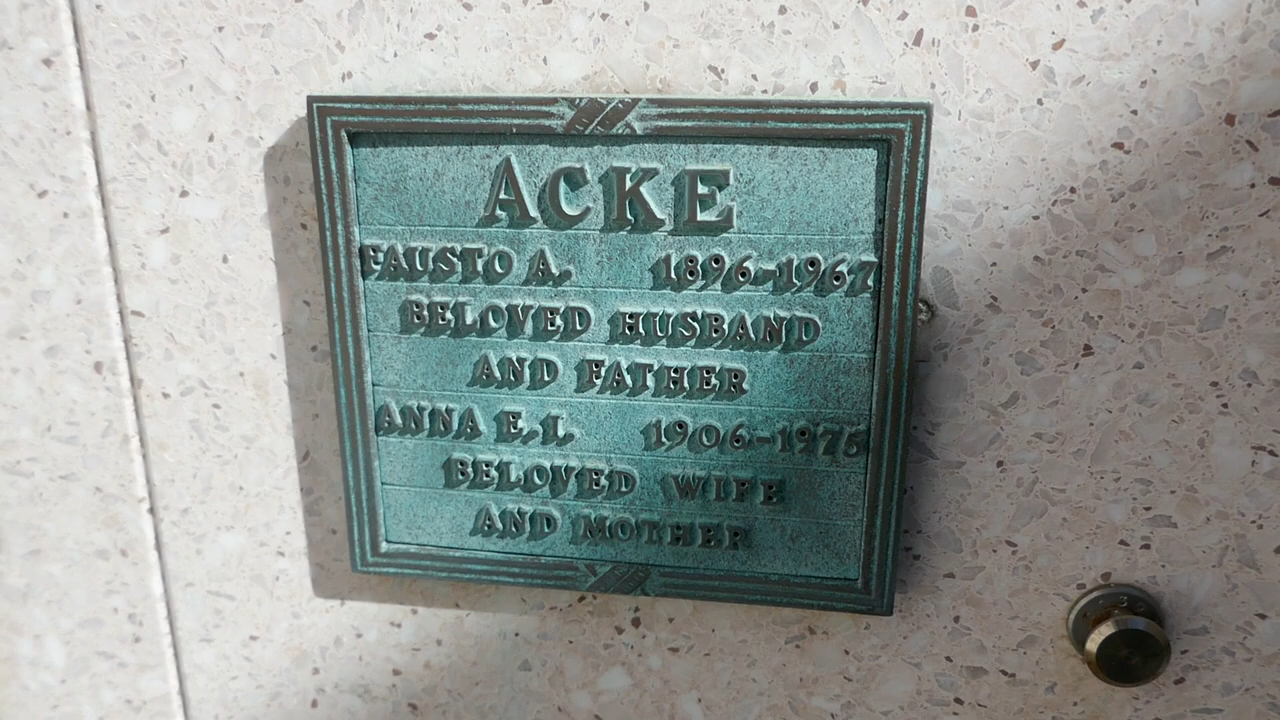 ACKE
FAUSTO A. 1896-1967
BELOVED HUSBAND
AND FATHER
ANNA E.I. 1906-1975
BELOVED WIFE
AND MOTHER